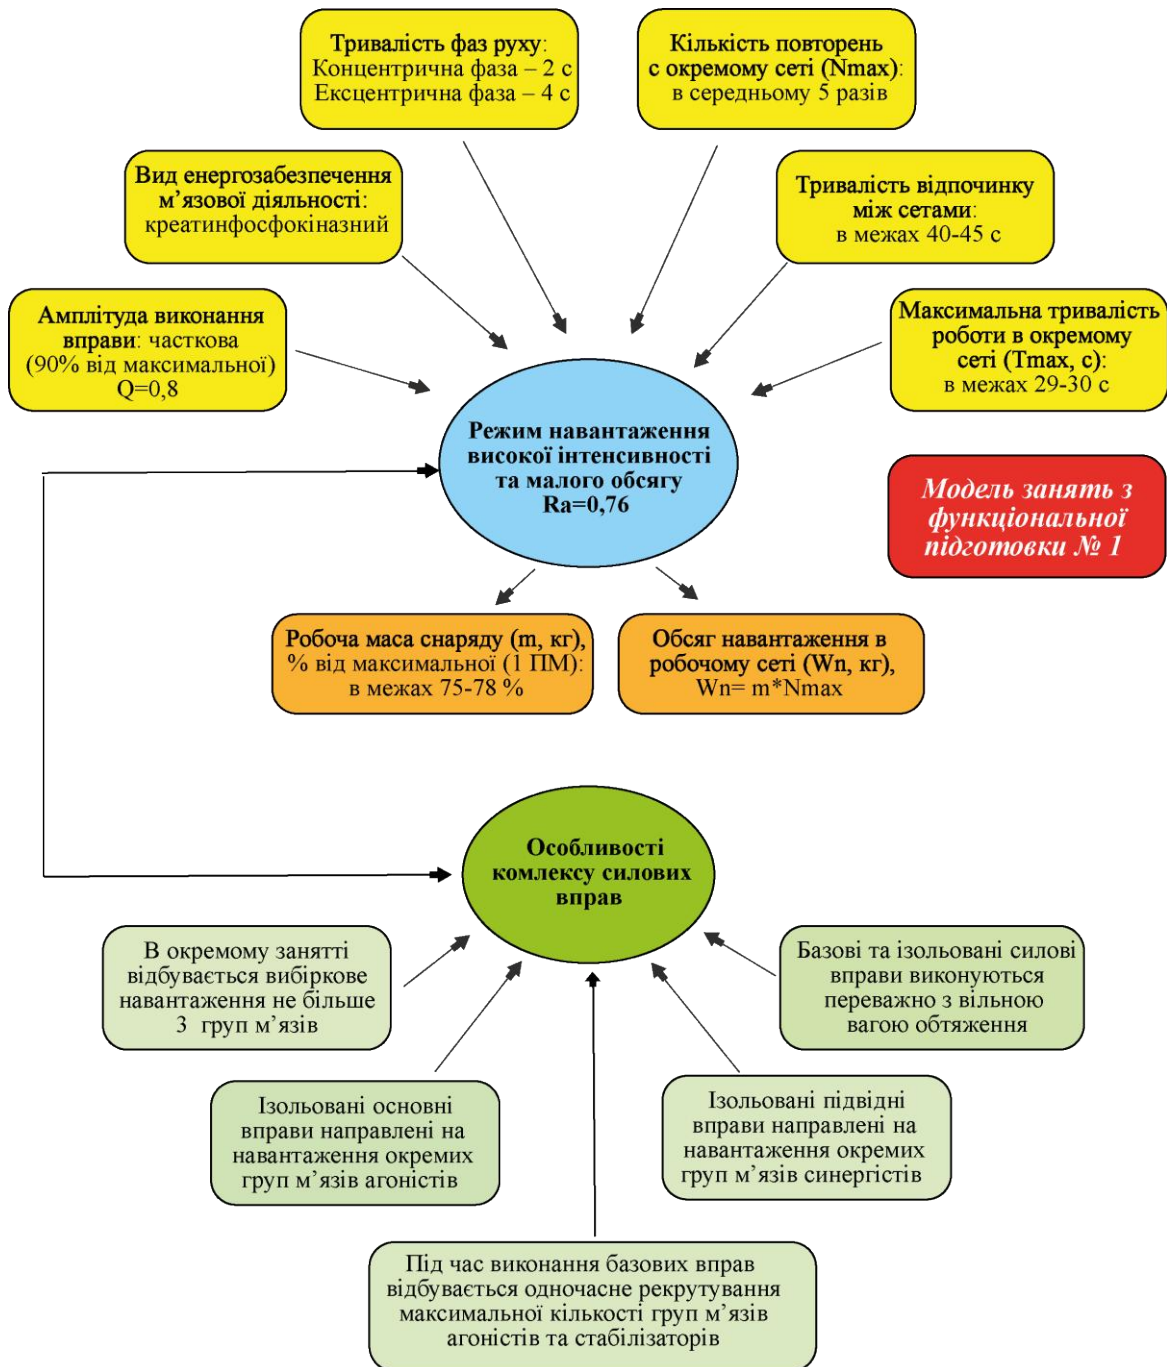 Тривалість фаз руху:
Концентрична фаза – 2 с
Ексцентрична фаза – 4 с
Кількість повторень
с окремому сеті (Nmax):
в середньому 5 разів
Вид енергозабезпечення
м’язової діяльності:
креатинфосфокіназний
Тривалість відпочинку
між сетами:
в межах 40-45 с
Амплітуда виконання
вправи: часткова
(90% від максимальної)
Q=0,8
Максимальна тривалість
роботи в окремому
сеті (Tmax, с):
в межах 29-30 с
Режим навантаження
високої інтенсивності
та малого обсягу
Ra=0,76
Модель занять з
функціональної
підготовки № 1
Робоча маса снаряду (m, кг),
% від максимальної (1 ПМ):
в межах 75-78 %
Обсяг навантаження в
робочому сеті (Wn, кг),
Wn= m*Nmax
Особливості
комлексу силових
вправ
В окремому занятті
відбувається вибіркове
навантаження не більше
3 груп м’язів
Базові та ізольовані силові
вправи виконуються
переважно з вільною
вагою обтяження
Ізольовані основні
вправи направлені на
навантаження окремих
груп м’язів агоністів
Ізольовані підвідні
вправи направлені на
навантаження окремих
груп м’язів синергістів
Під час виконання базових вправ
відбувається одночасне рекрутування
максимальної кількості груп м’язів
агоністів та стабілізаторів